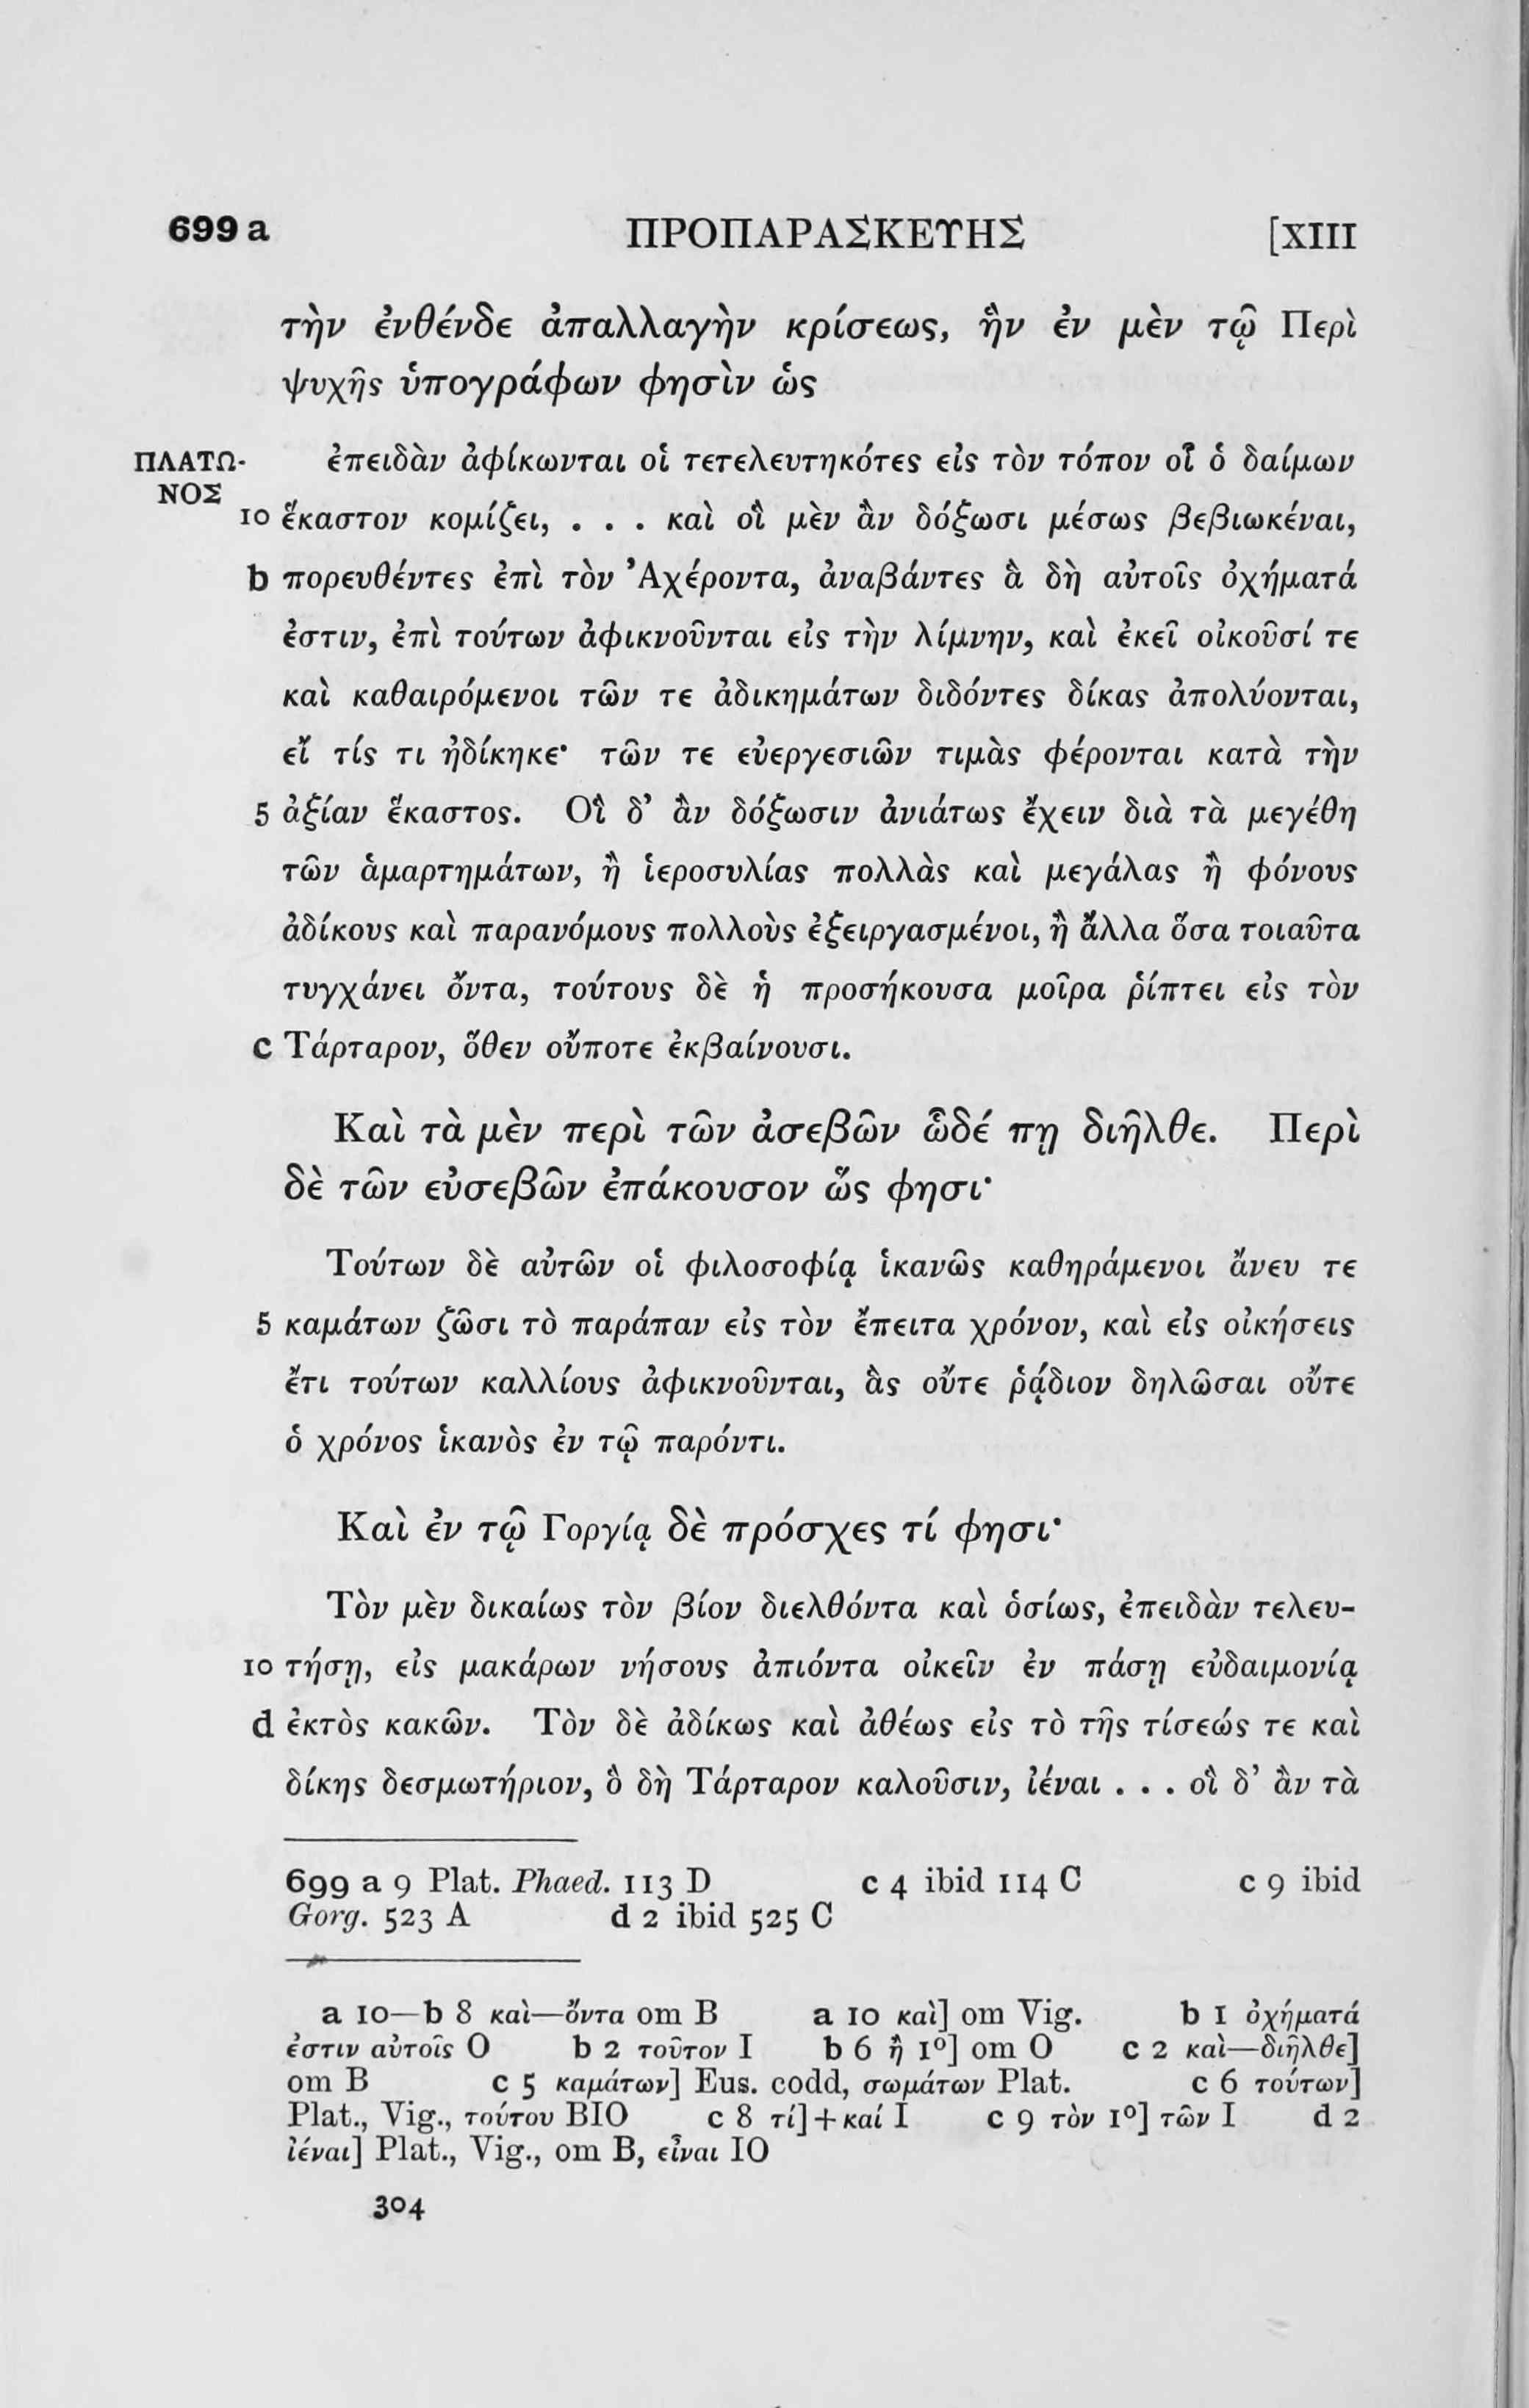 699 a ΠΡΟΠΑΡΑΣΚΕΥΗΣ [XIII
τὴν ἐνθένδε ἀπαλλαγὴν κρίσεως, ἣν ἐν μὲν τῷ Περὶ
ψυχῆς ὑπογράφων φησὶν ὡς
ΠΛΑΤΩ- ἐπειδὰν ἀφίκωνται οἱ τετελευτηκότες εἰς τὸν τόπον οἷ ὁ δαίμων
ΝΟΣ
10 ἕκαστον κομίζει, . . . καὶ οἳ μὲν ἂν δόξωσι μέσως βεβιωκέναι,
b πορευθέντες ἐπὶ τὸν Ἀχέροντα, ἀναβάντες ἃ δὴ αὐτοῖς ὀχήματά
ἐστιν, ἐπὶ τούτων ἀφικνοῦνται εἰς τὴν λίμνην, καὶ ἐκεῖ οἰκοῦσί τε
καὶ καθαιρόμενοι τῶν τε ἀδικημάτων διδόντες δίκας ἀπολύονται,
εἴ τίς τι ἠδίκηκε· τῶν τε εὐεργεσιῶν τιμὰς φέρονται κατὰ τὴν
5 ἀξίαν ἕκαστος. Οἳ δ’ ἂν δόξωσιν ἀνιάτως ἔχειν διὰ τὰ μεγέθη
τῶν ἁμαρτημάτων, ἢ ἱεροσυλίας πολλὰς καὶ μεγάλας ἢ φόνους
ἀδίκους καὶ παρανόμους πολλοὺς ἐξειργασμένοι, ἢ ἄλλα ὅσα τοιαῦτα
τυγχάνει ὄντα, τούτους δὲ ἡ προσήκουσα μοῖρα ῥίπτει εἰς τὸν
c Τάρταρον, ὅθεν οὔποτε ἐκβαίνουσι.
Καὶ τὰ μὲν περὶ τῶν ἀσεβῶν ὧδέ πῃ διῆλθε. Περὶ
δὲ τῶν εὐσεβῶν ἐπάκουσον ὥς φησι·
Τούτων δὲ αὐτῶν οἱ φιλοσοφίᾳ ἱκανῶς καθηράμενοι ἄνευ τε
5 καμάτων ζῶσι τὸ παράπαν εἰς τὸν ἔπειτα χρόνον, καὶ εἰς οἰκήσεις
ἔτι τούτων καλλίους ἀφικνοῦνται, ἃς οὔτε ῥᾴδιον δηλῶσαι οὔτε
ὁ χρόνος ἱκανὸς ἐν τῷ παρόντι.
Καὶ ἐν τῷ Γοργίᾳ δὲ πρόσχες τί φησι·
Τὸν μὲν δικαίως τὸν βίον διελθόντα καὶ ὁσίως, ἐπειδὰν τελευ-
10 τήσῃ, εἰς μακάρων νήσους ἀπιόντα οἰκεῖν ἐν πάσῃ εὐδαιμονίᾳ
d ἐκτὸς κακῶν. Τὸν δὲ ἀδίκως καὶ ἀθέως εἰς τὸ τῆς τίσεώς τε καὶ
δίκης δεσμωτήριον, ὃ δὴ Τάρταρον καλοῦσιν, ἰέναι . . . οἳ δ’ ἂν τὰ
699 a 9 Plat. Phaed. 113 D c 4 ibid 114 C c 9 ibid
Gorg. 523 A d 2 ibid 525 C
a 10—b 8 καὶ—ὄντα om B a 10 καὶ] om Vig. b 1 ὀχήματά
ἐστιν αὐτοῖς O b 2 τοῦτον I b 6 ἢ 1º] om O c 2 καὶ—διῆλθε]
om B c 5 καμάτων] Eus. codd, σωμάτων Plat. c 6 τούτων]
Plat., Vig., τούτου BIO c 8 τί]+καί I c 9 τὸν 1º] τῶν I d 2
ἰέναι] Plat., Vig., om B, εἶναι IO
304